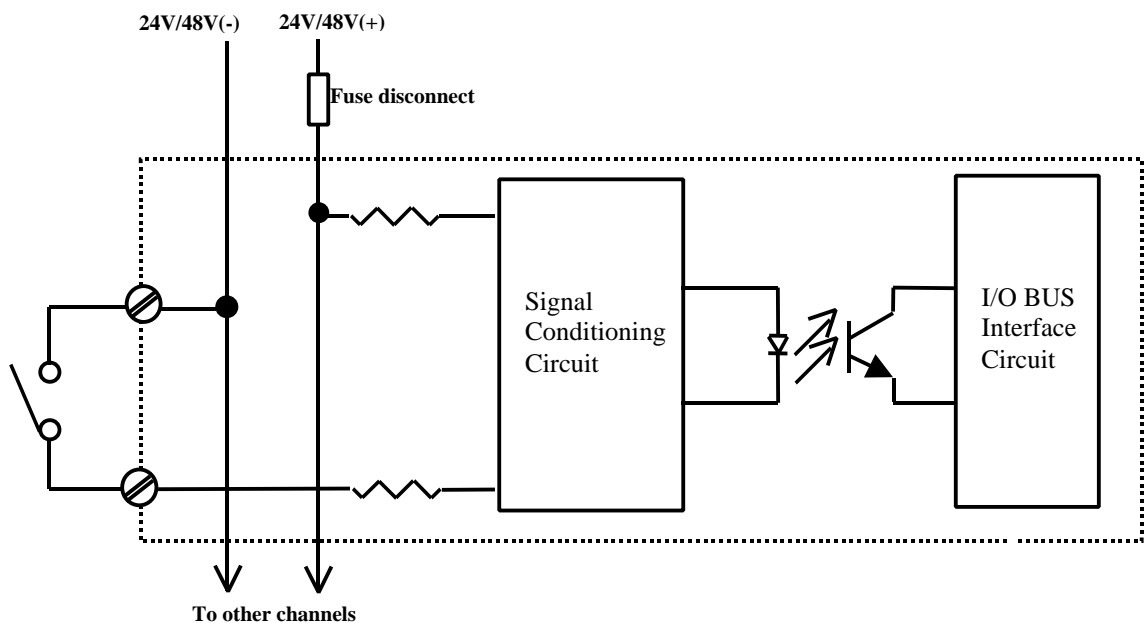 24V/48V(-)
24V/48V(+)
Fuse disconnect
Signal
Conditioning
Circuit
I/O BUS
Interface
Circuit
To other channels